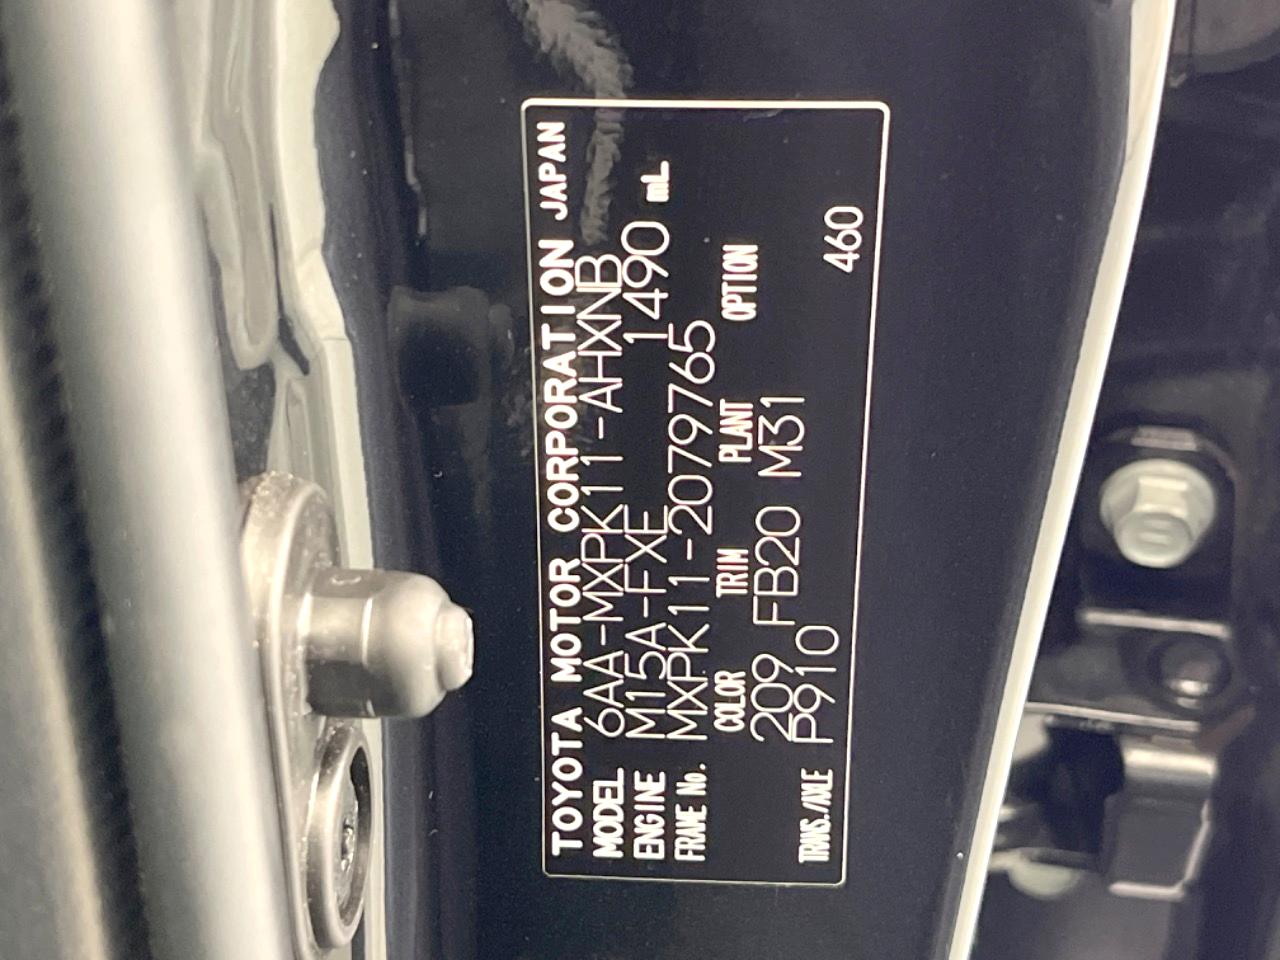 TOYOTA MOTOR CORPORATION JAPAN
MODEL 6AA-MXPK11-AHXNB
ENGINE M15A-FXE 1490 mL
FRAME No. MXPK11-2079765
COLOR TRIM PLANT OPTION
209 FB20 M31
TRANS./AXLE P910 460